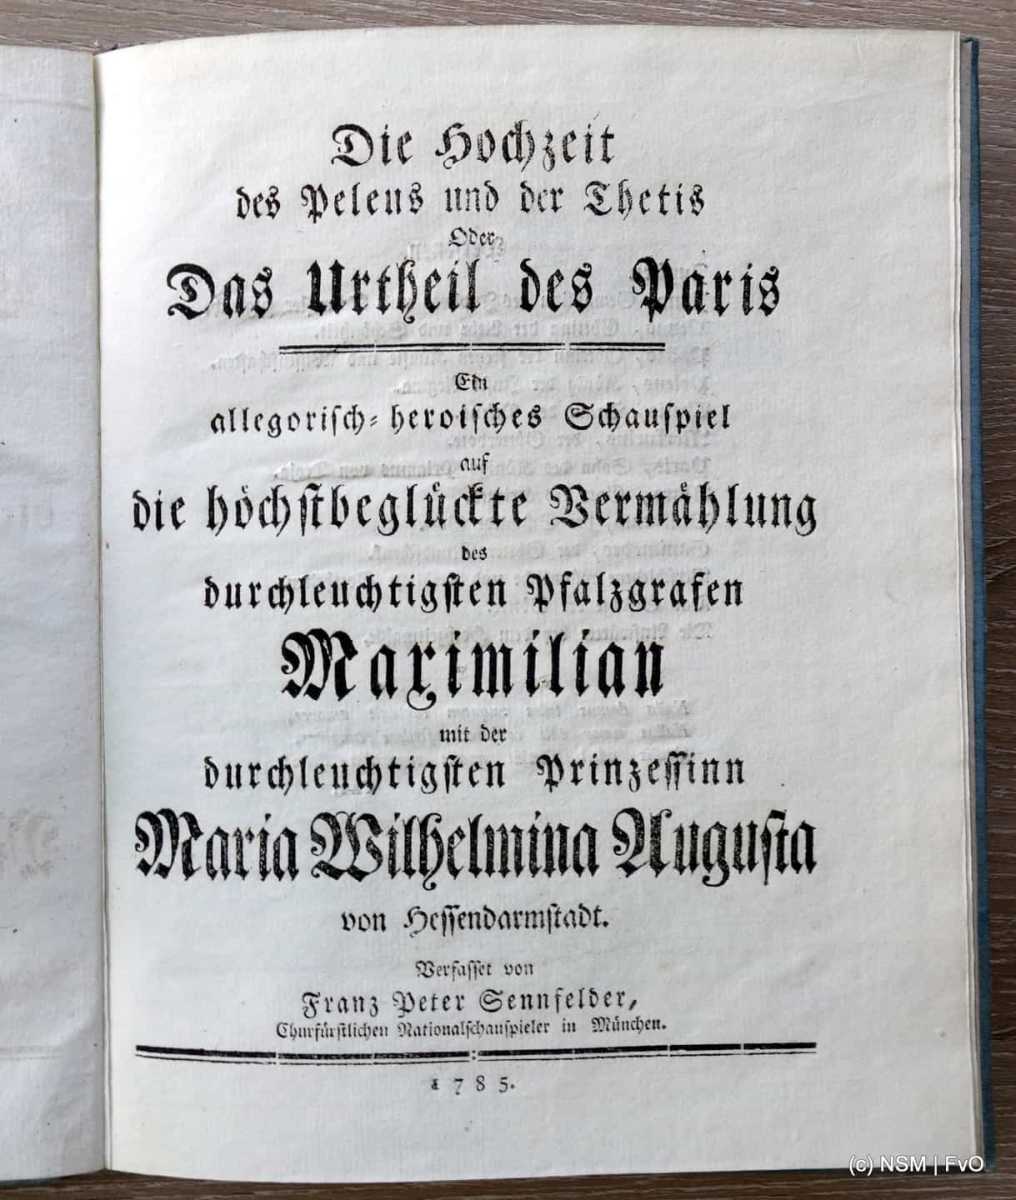 Die Hochzeit
des Peleus und der Thetis
Oder
Das Urtheil des Paris
Ein
allegorisch-heroisches Schauspiel
auf
die höchstbeglückte Vermählung
des
durchleuchtigsten Pfalzgrafen
Maximilian
mit der
durchleuchtigsten Prinzessinn
Maria Wilhelmina Augusta
von Hessendarmstadt.
Verfasset von
Franz Peter Sennfelder,
Churfürstlichen Nationalschauspieler in München.
1785.
(c) NSM | FvO